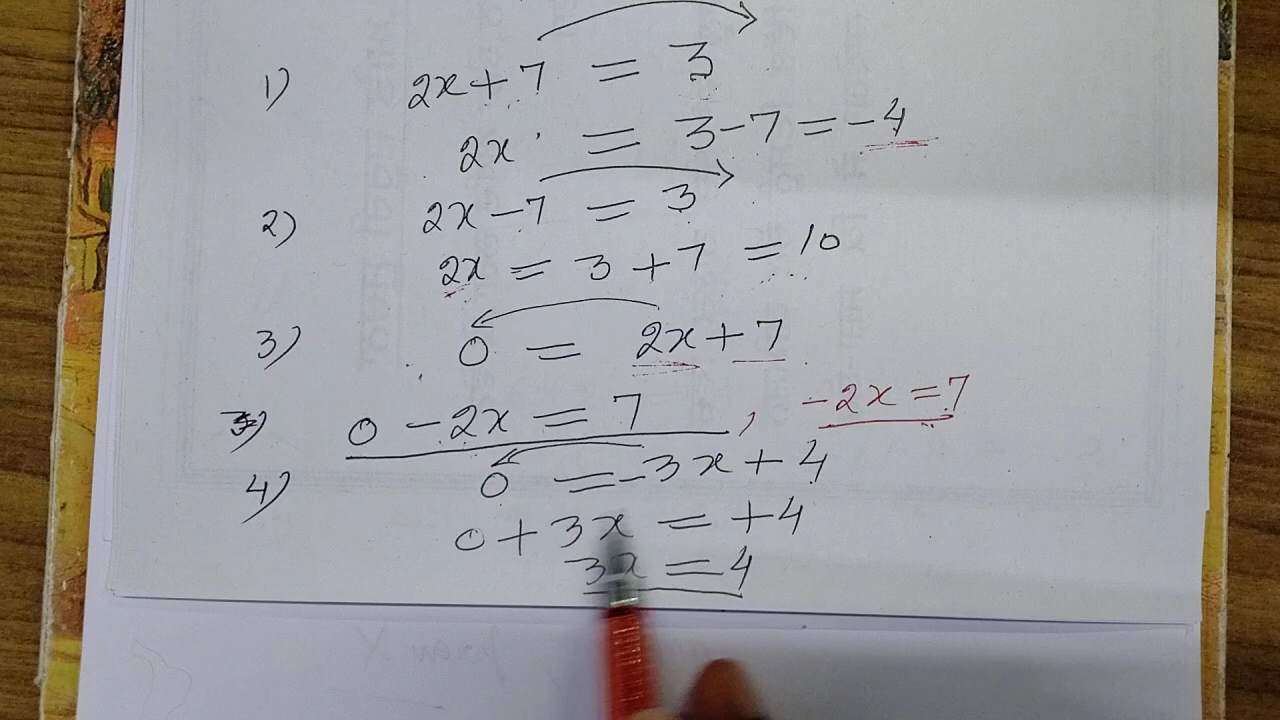 1) 2x + 7 = 3
2x = 3 - 7 = -4
2) 2x - 7 = 3
2x = 3 + 7 = 10
3) 0 = 2x + 7
0 - 2x = 7 , -2x = 7
4) 0 = -3x + 4
0 + 3x = +4
3x = 4